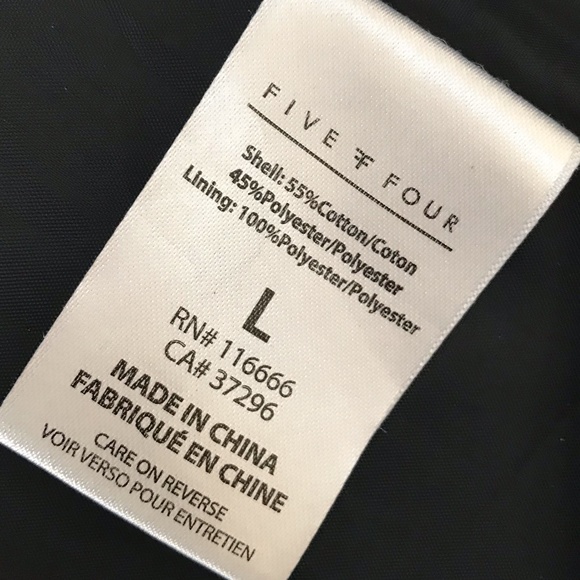 FIVE FF FOUR
Shell: 55%Cotton/Coton
45%Polyester/Polyester
Lining: 100%Polyester/Polyester
L
RN# 116666
CA# 37296
MADE IN CHINA
FABRIQUÉ EN CHINE
CARE ON REVERSE
VOIR VERSO POUR ENTRETIEN